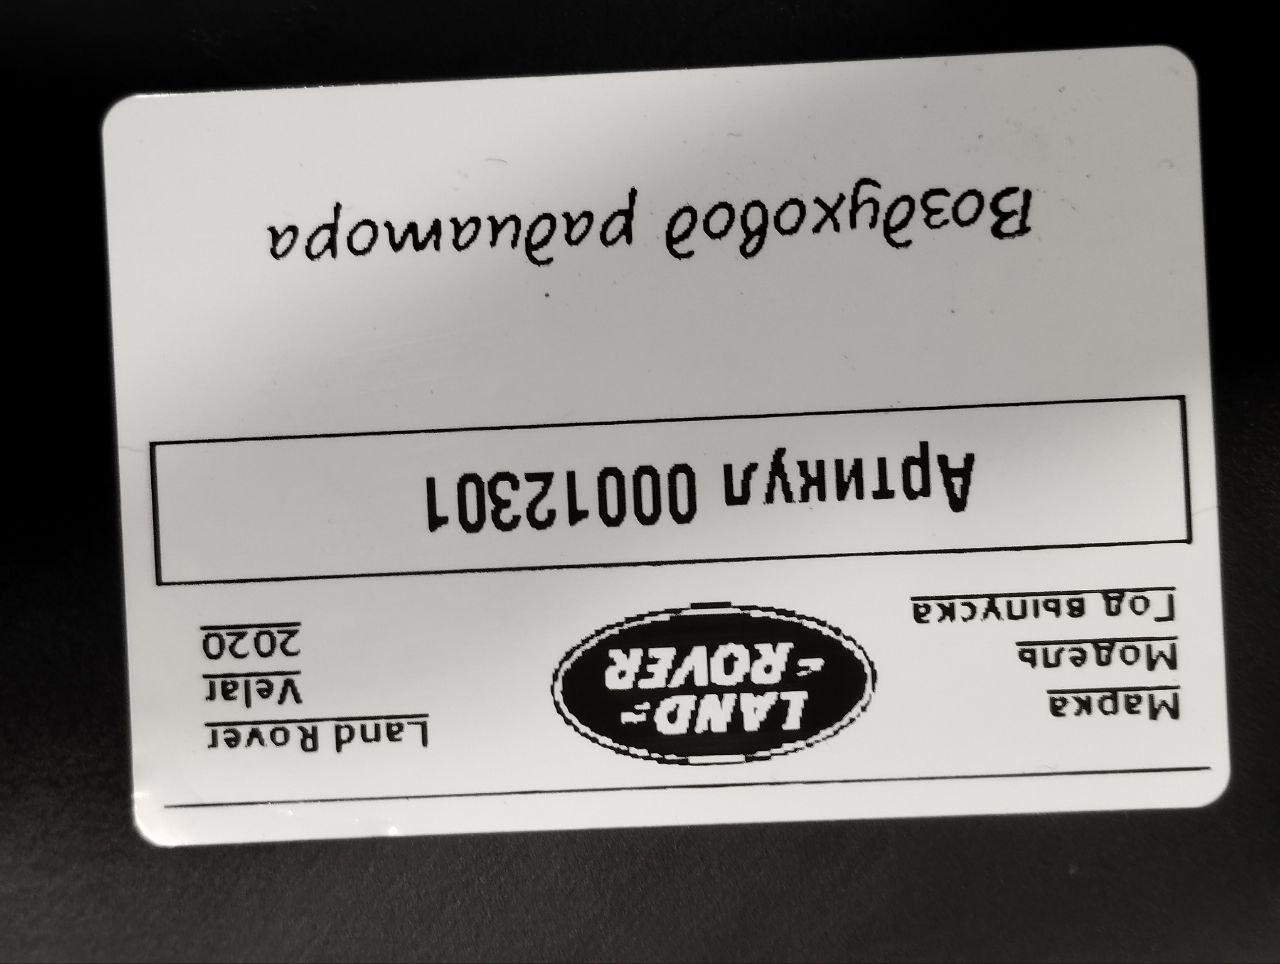 Марка Land Rover
Модель Velar
Год выпуска 2020
LAND-
-ROVER
Артикул 00012301
Воздуховод радиатора